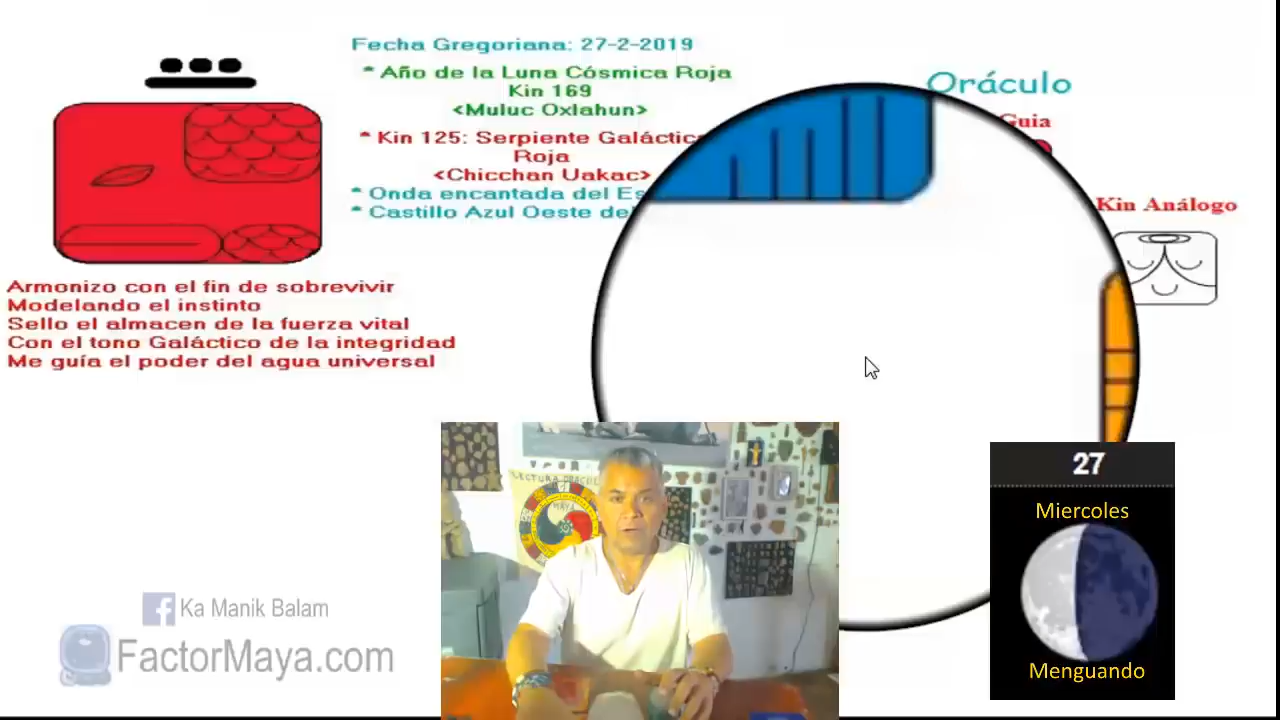 Fecha Gregoriana: 27-2-2019
* Año de la Luna Cósmica Roja
Kin 169
<Muluc Oxlahun>
* Kin 125: Serpiente Galáctica
Roja
<Chicchan Uakac>
* Onda encantada del
* Castillo Azul Oeste
Oráculo
Guia
Kin Análogo
Armonizo con el fin de sobrevivir
Modelando el instinto
Sello el almacen de la fuerza vital
Con el tono Galáctico de la integridad
Me guía el poder del agua universal
LECTURA
MAYA
27
Miercoles
Menguando
Ka Manik Balam
FactorMaya.com